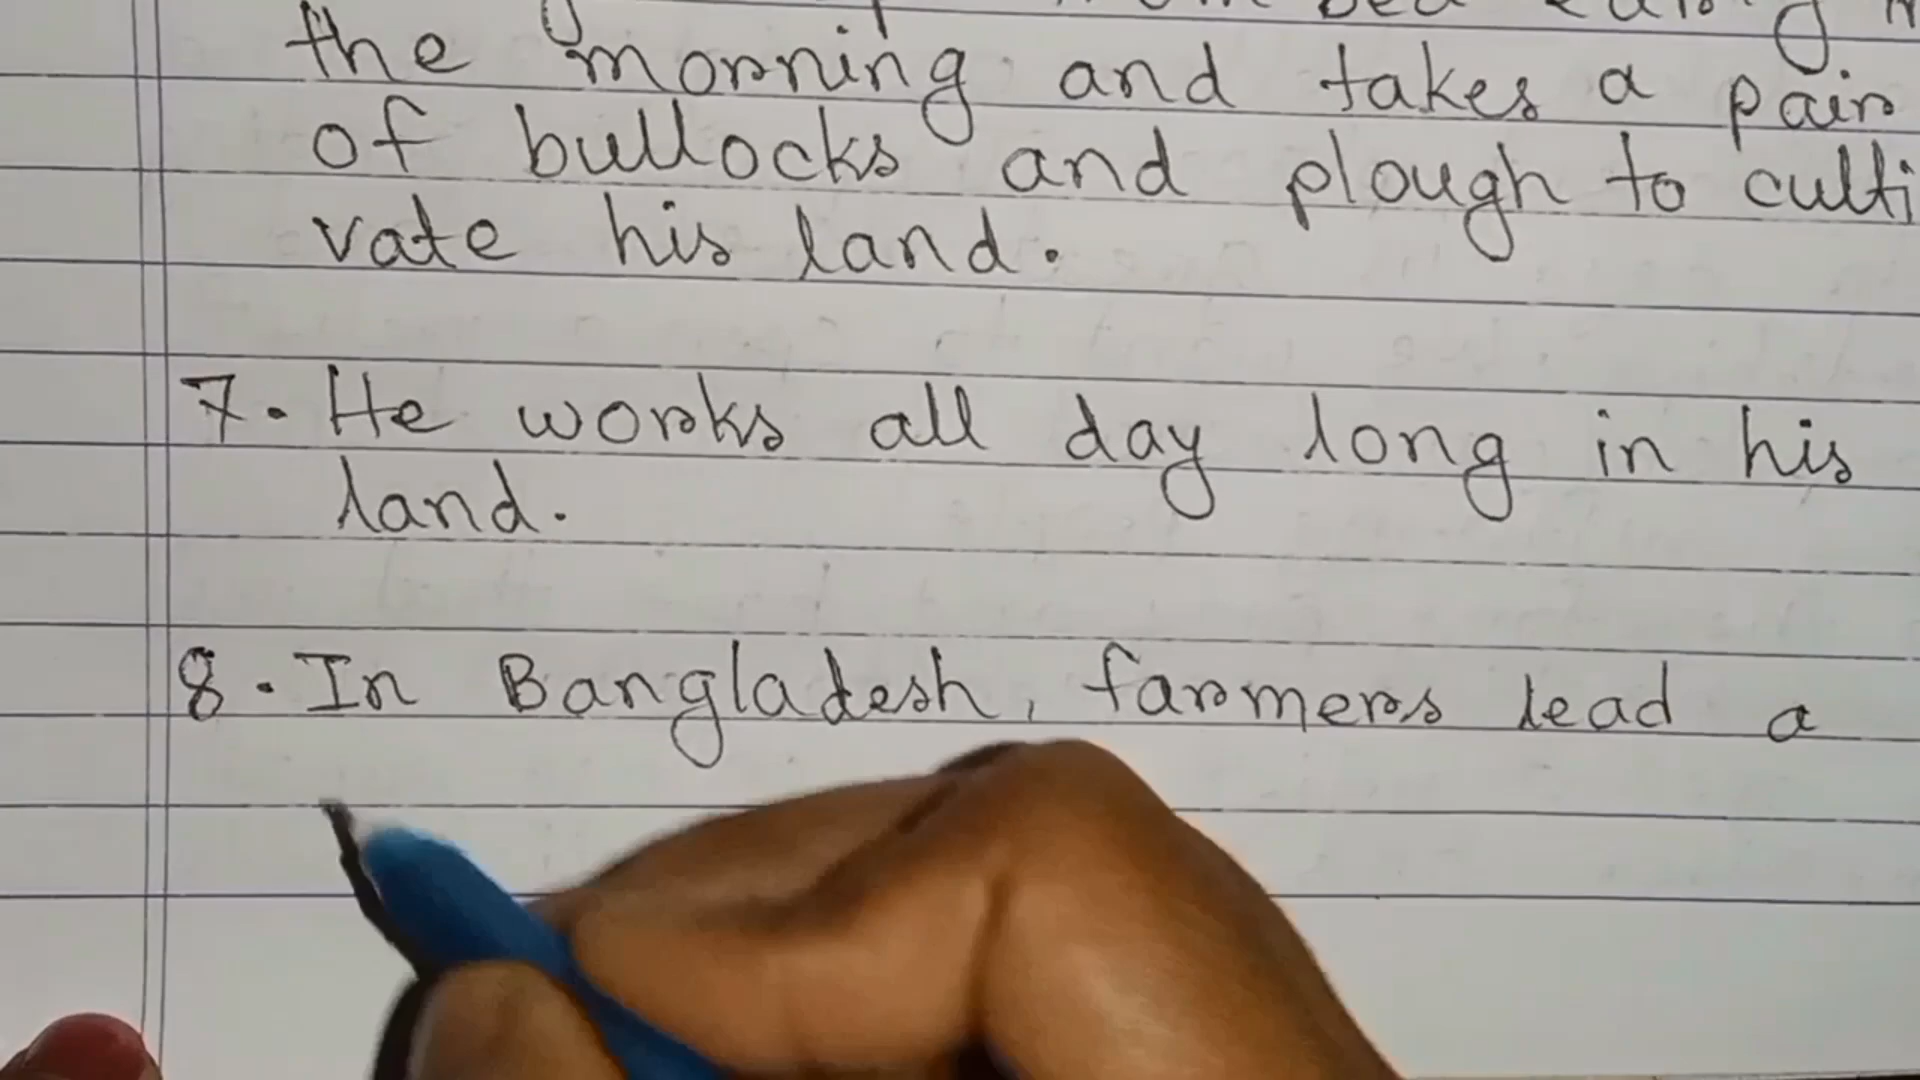 bed
the morning and takes a pair
of bullocks and plough to culti
vate his land.
7. He works all day long in his
land.
8. In Bangladesh, farmers lead a